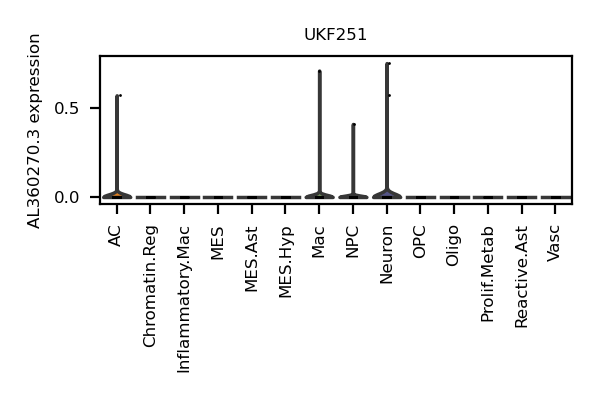 UKF251
AL360270.3 expression
0.5
0.0
AC
Chromatin.Reg
Inflammatory.Mac
MES
MES.Ast
MES.Hyp
Mac
NPC
Neuron
OPC
Oligo
Prolif.Metab
Reactive.Ast
Vasc